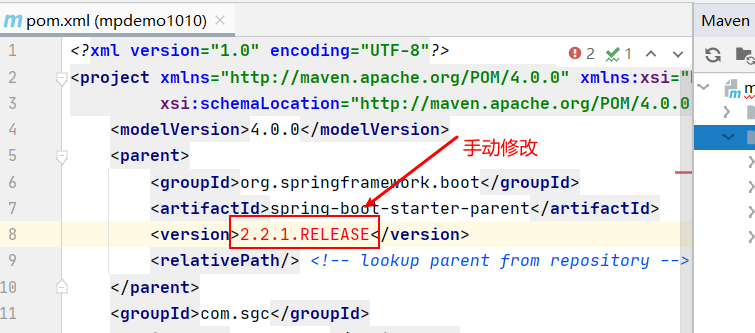 pom.xml (mpdemo1010)
Maven
1 <?xml version="1.0" encoding="UTF-8"?>
2 1
2 <project xmlns="http://maven.apache.org/POM/4.0.0" xmlns:xsi="
3 xsi:schemaLocation="http://maven.apache.org/POM/4.0.0
4 <modelVersion>4.0.0</modelVersion>
手动修改
5 <parent>
6 <groupId>org.springframework.boot</groupId>
7 <artifactId>spring-boot-starter-parent</artifactId>
8 <version>2.2.1.RELEASE</version>
9 <relativePath/> <!-- lookup parent from repository -->
10 </parent>
11 <groupId>com.sgc</groupId>